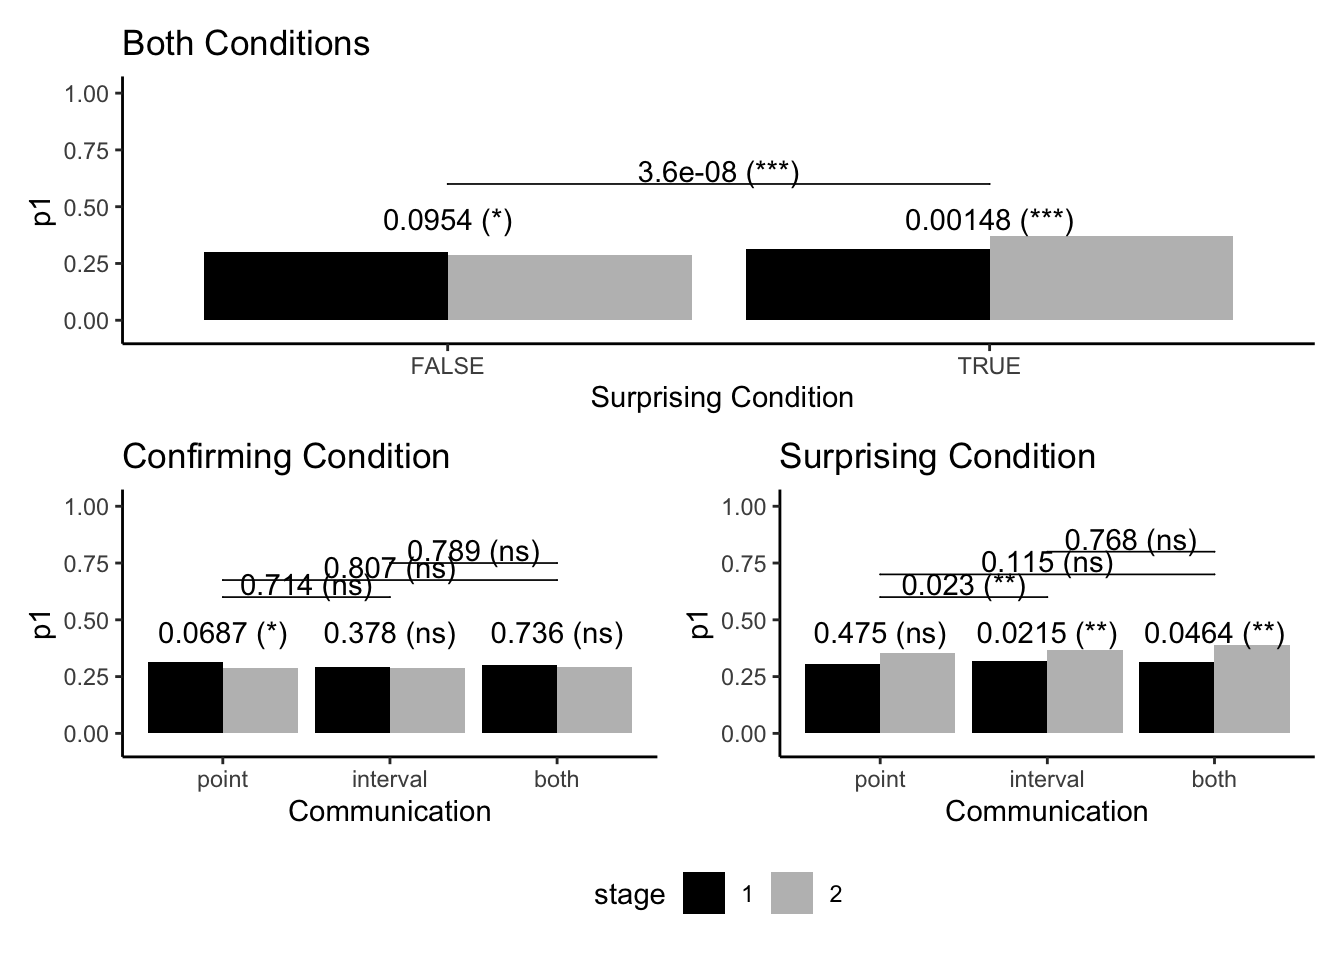 Both Conditions
1.00
0.75
0.50
0.25
0.00
p1
3.6e-08 (***)
0.0954 (*)
0.00148 (***)
FALSE
TRUE
Surprising Condition
Confirming Condition
1.00
0.75
0.50
0.25
0.00
p1
0.789 (ns)
0.807 (ns)
0.714 (ns)
0.0687 (*)
0.378 (ns)
0.736 (ns)
point
interval
both
Communication
Surprising Condition
1.00
0.75
0.50
0.25
0.00
p1
0.768 (ns)
0.115 (ns)
0.023 (**)
0.475 (ns)
0.0215 (**)
0.0464 (**)
point
interval
both
Communication
stage 1 2